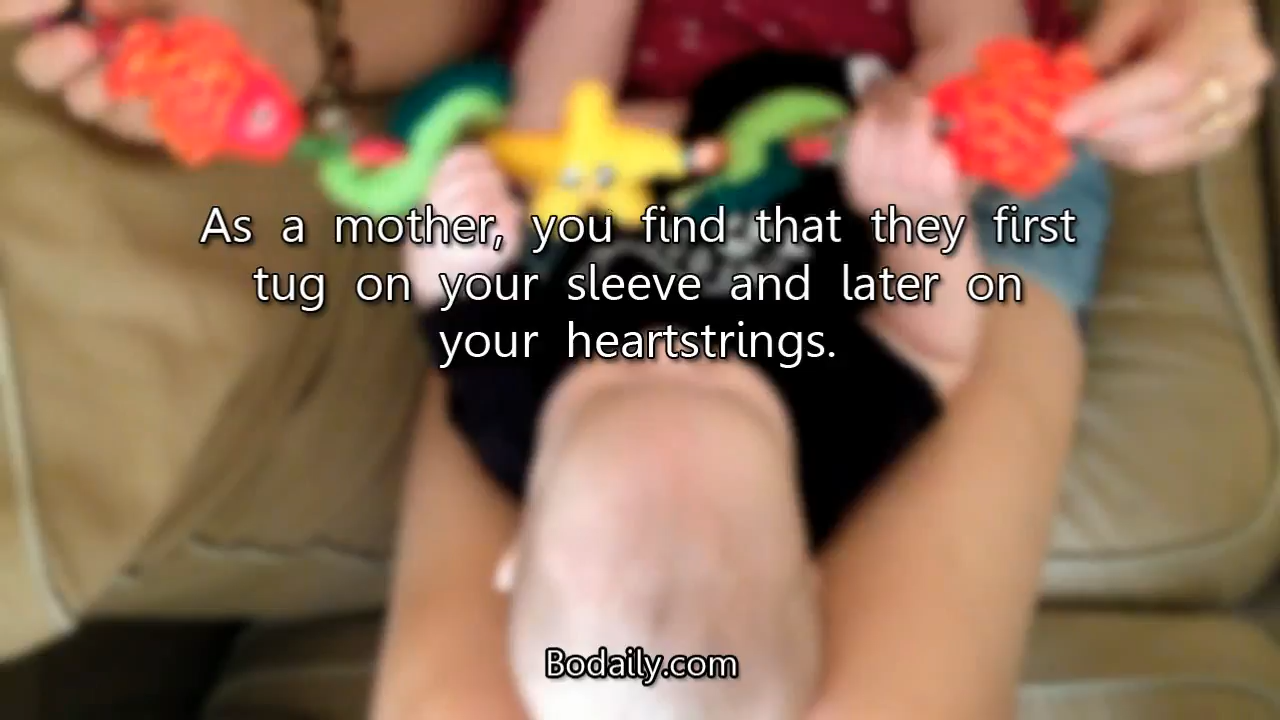 As a mother, you find that they first
tug on your sleeve and later on
your heartstrings.
Bodaily.com